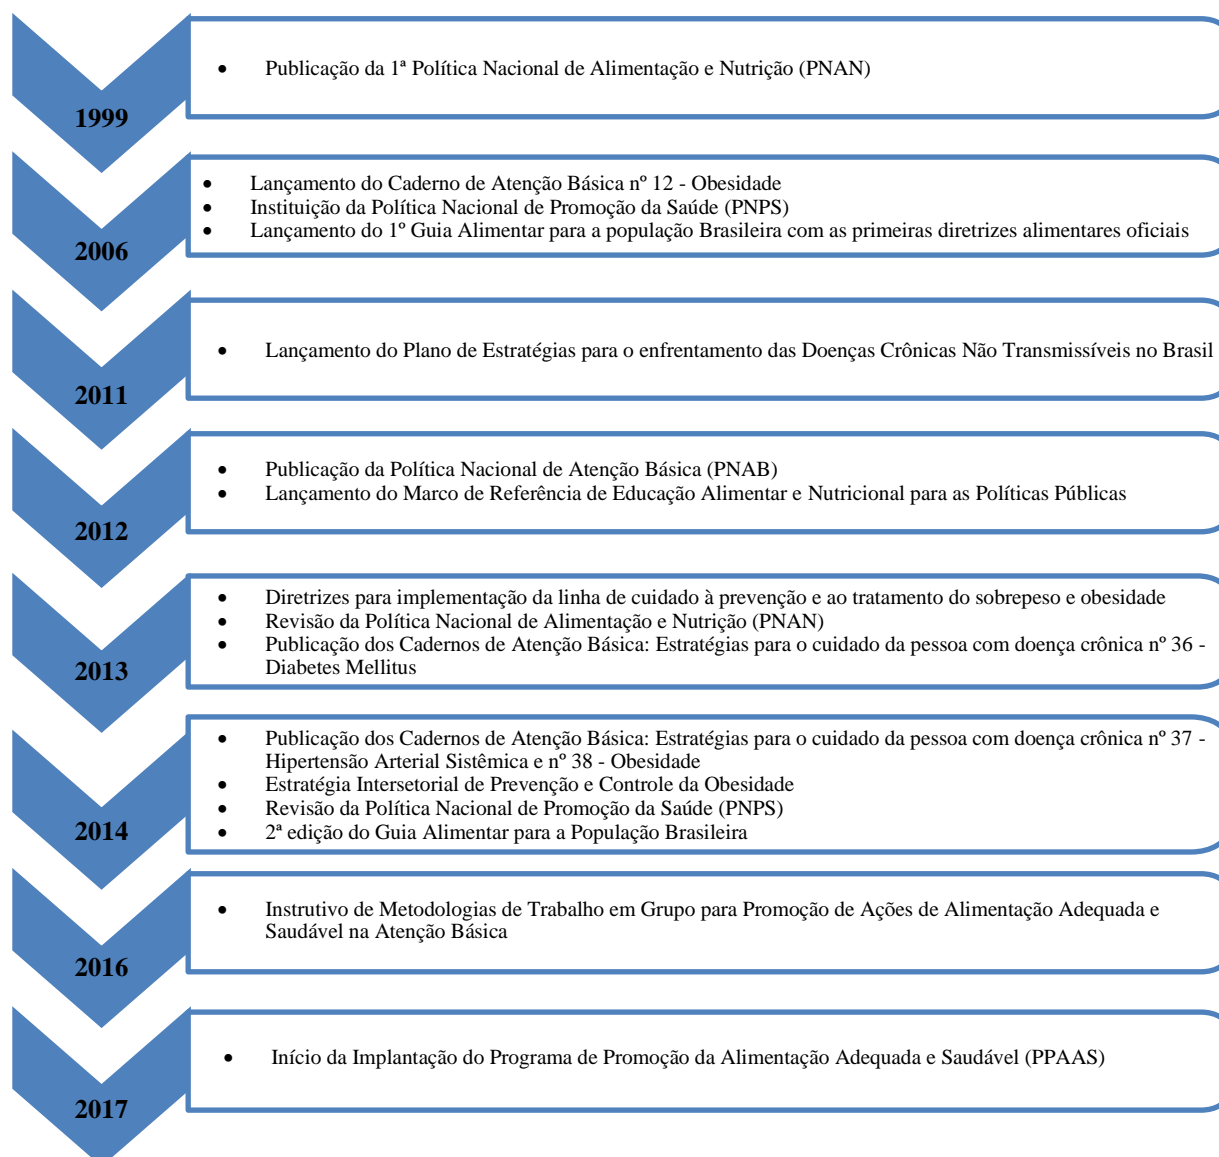 1999
• Publicação da 1ª Política Nacional de Alimentação e Nutrição (PNAN)
2006
• Lançamento do Caderno de Atenção Básica nº 12 - Obesidade
• Instituição da Política Nacional de Promoção da Saúde (PNPS)
• Lançamento do 1º Guia Alimentar para a população Brasileira com as primeiras diretrizes alimentares oficiais
2011
• Lançamento do Plano de Estratégias para o enfrentamento das Doenças Crônicas Não Transmissíveis no Brasil
2012
• Publicação da Política Nacional de Atenção Básica (PNAB)
• Lançamento do Marco de Referência de Educação Alimentar e Nutricional para as Políticas Públicas
2013
• Diretrizes para implementação da linha de cuidado à prevenção e ao tratamento do sobrepeso e obesidade
• Revisão da Política Nacional de Alimentação e Nutrição (PNAN)
• Publicação dos Cadernos de Atenção Básica: Estratégias para o cuidado da pessoa com doença crônica nº 36 -
Diabetes Mellitus
2014
• Publicação dos Cadernos de Atenção Básica: Estratégias para o cuidado da pessoa com doença crônica nº 37 -
Hipertensão Arterial Sistêmica e nº 38 - Obesidade
• Estratégia Intersetorial de Prevenção e Controle da Obesidade
• Revisão da Política Nacional de Promoção da Saúde (PNPS)
• 2ª edição do Guia Alimentar para a População Brasileira
2016
• Instrutivo de Metodologias de Trabalho em Grupo para Promoção de Ações de Alimentação Adequada e
Saudável na Atenção Básica
2017
• Início da Implantação do Programa de Promoção da Alimentação Adequada e Saudável (PPAAS)